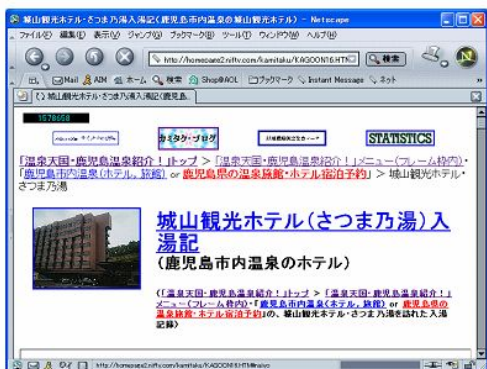 城山観光ホテル・さつま乃湯入湯記(鹿児島市内温泉の城山観光ホテル) - Netscape
ファイル(F) 編集(E) 表示(V) ジャンプ(G) ブックマーク(B) ツール(T) ウィンドウ(W) ヘルプ(H)
http://homepage2.nifty.com/kamitaku/KAGOON16.HTM
検索
Mail AIM ホーム 検索 Shop@AOL ブックマーク Instant Message ネット
城山観光ホテル・さつま乃湯入湯記(鹿児島...
1578658
カミタク・ブログ
STATISTICS
「温泉天国・鹿児島温泉紹介!」トップ > 「温泉天国・鹿児島温泉紹介!」メニュー(フレーム枠内)・
「鹿児島市内温泉(ホテル, 旅館) or 鹿児島県の温泉旅館・ホテル宿泊予約」 > 城山観光ホテル・
さつま乃湯
城山観光ホテル(さつま乃湯)入
湯記
(鹿児島市内温泉のホテル)
(「温泉天国・鹿児島温泉紹介!」トップ > 「温泉天国・鹿児島温泉紹介!」
メニュー(フレーム枠内)・「鹿児島市内温泉(ホテル, 旅館) or 鹿児島県の
温泉旅館・ホテル宿泊予約」の、城山観光ホテル・さつま乃湯を訪れた入湯
記録)
http://homepage2.nifty.com/kamitaku/KAGOON16.HTM#naiyo